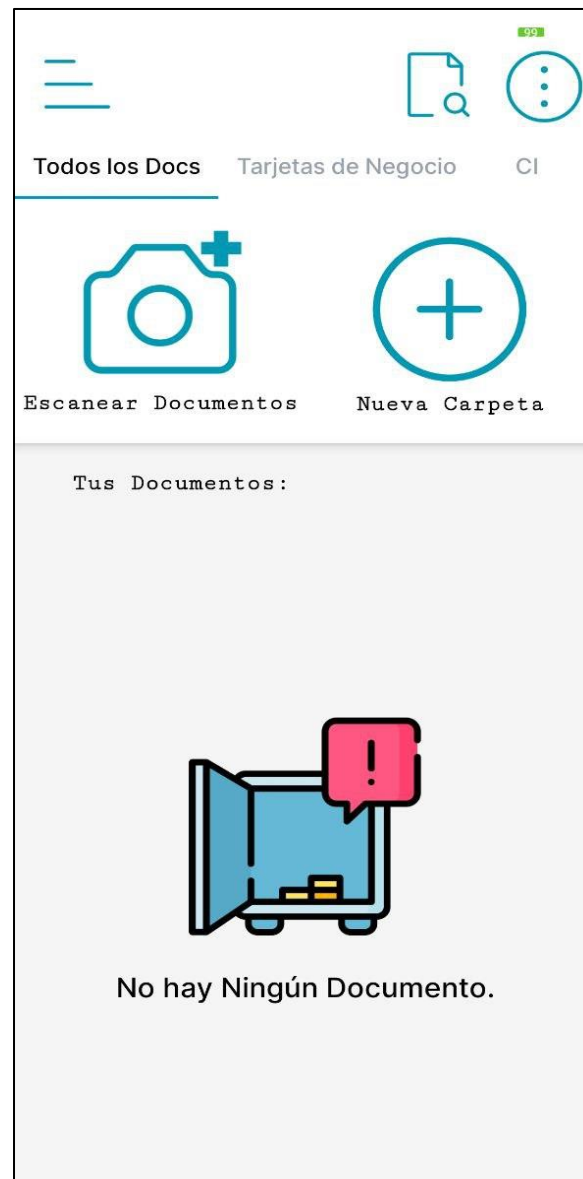 99
Todos los Docs Tarjetas de Negocio CI
Escanear Documentos Nueva Carpeta
Tus Documentos:
!
No hay Ningún Documento.